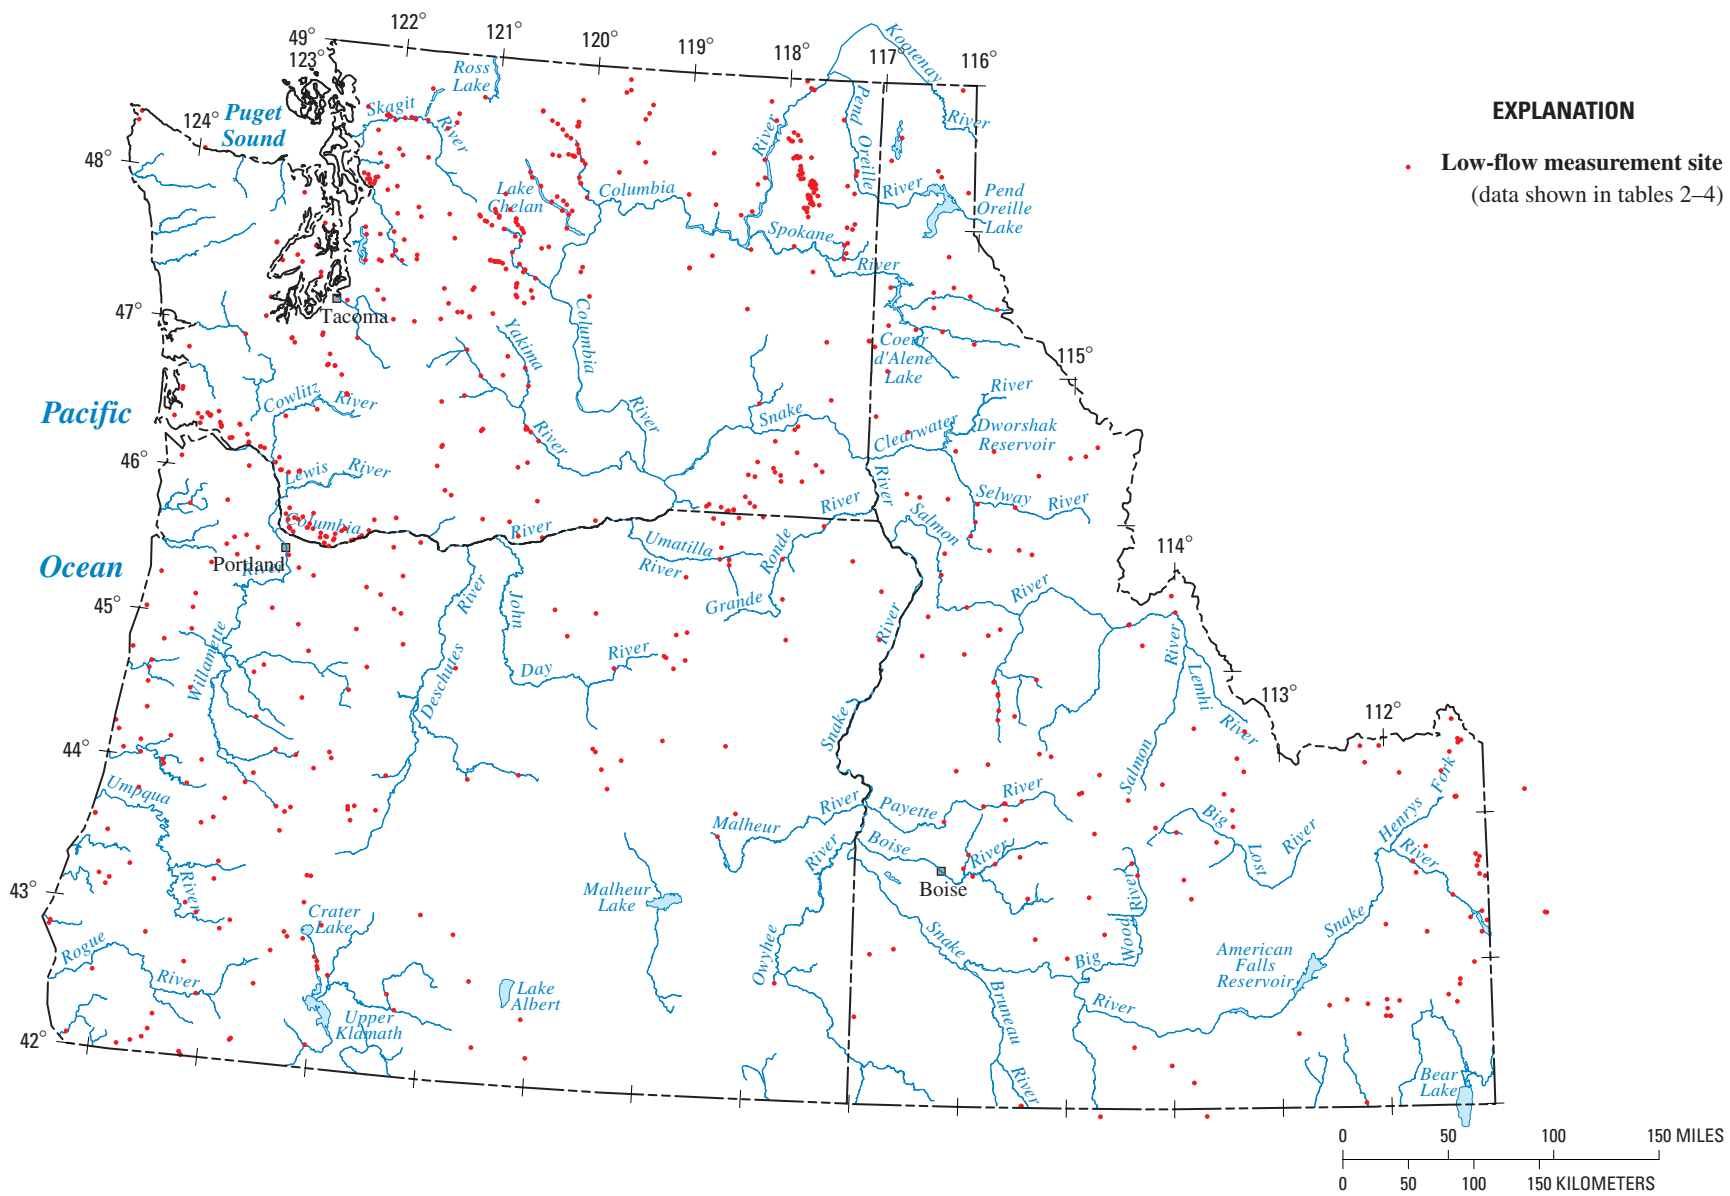 122°
121°
120°
119°
118°
117°
116°
49°
123°
124°
48°
47°
46°
45°
44°
43°
42°
115°
114°
113°
112°
Ross
Lake
Skagit
River
Puget
Sound
Kootenay
River
Pend Oreille
River
River
Pend
Oreille
Lake
Lake
Chelan
Columbia
Spokane
River
Tacoma
Columbia
River
Yakima
River
Coeur
d'Alene
Lake
Cowlitz
River
Pacific
Ocean
Snake
River
Clearwater
River
Dworshak
Reservoir
Lewis
River
Selway
River
Columbia
River
Portland
River
Willamette
Umatilla
River
Grande
Ronde
River
Salmon
River
John
Day
River
Deschutes
River
River
Snake
River
Lemhi
River
Salmon
Umpqua
River
Malheur
River
Payette
River
Boise
River
Boise
Big
Lost
River
Henrys
Fork
River
Snake
Malheur
Lake
Crater
Lake
Rogue
River
Owyhee
River
Snake
Big
Wood
River
American
Falls
Reservoir
River
Lake
Albert
Upper
Klamath
Bruneau
River
Bear
Lake
EXPLANATION
Low-flow measurement site
(data shown in tables 2–4)
0 50 100 150 MILES
0 50 100 150 KILOMETERS